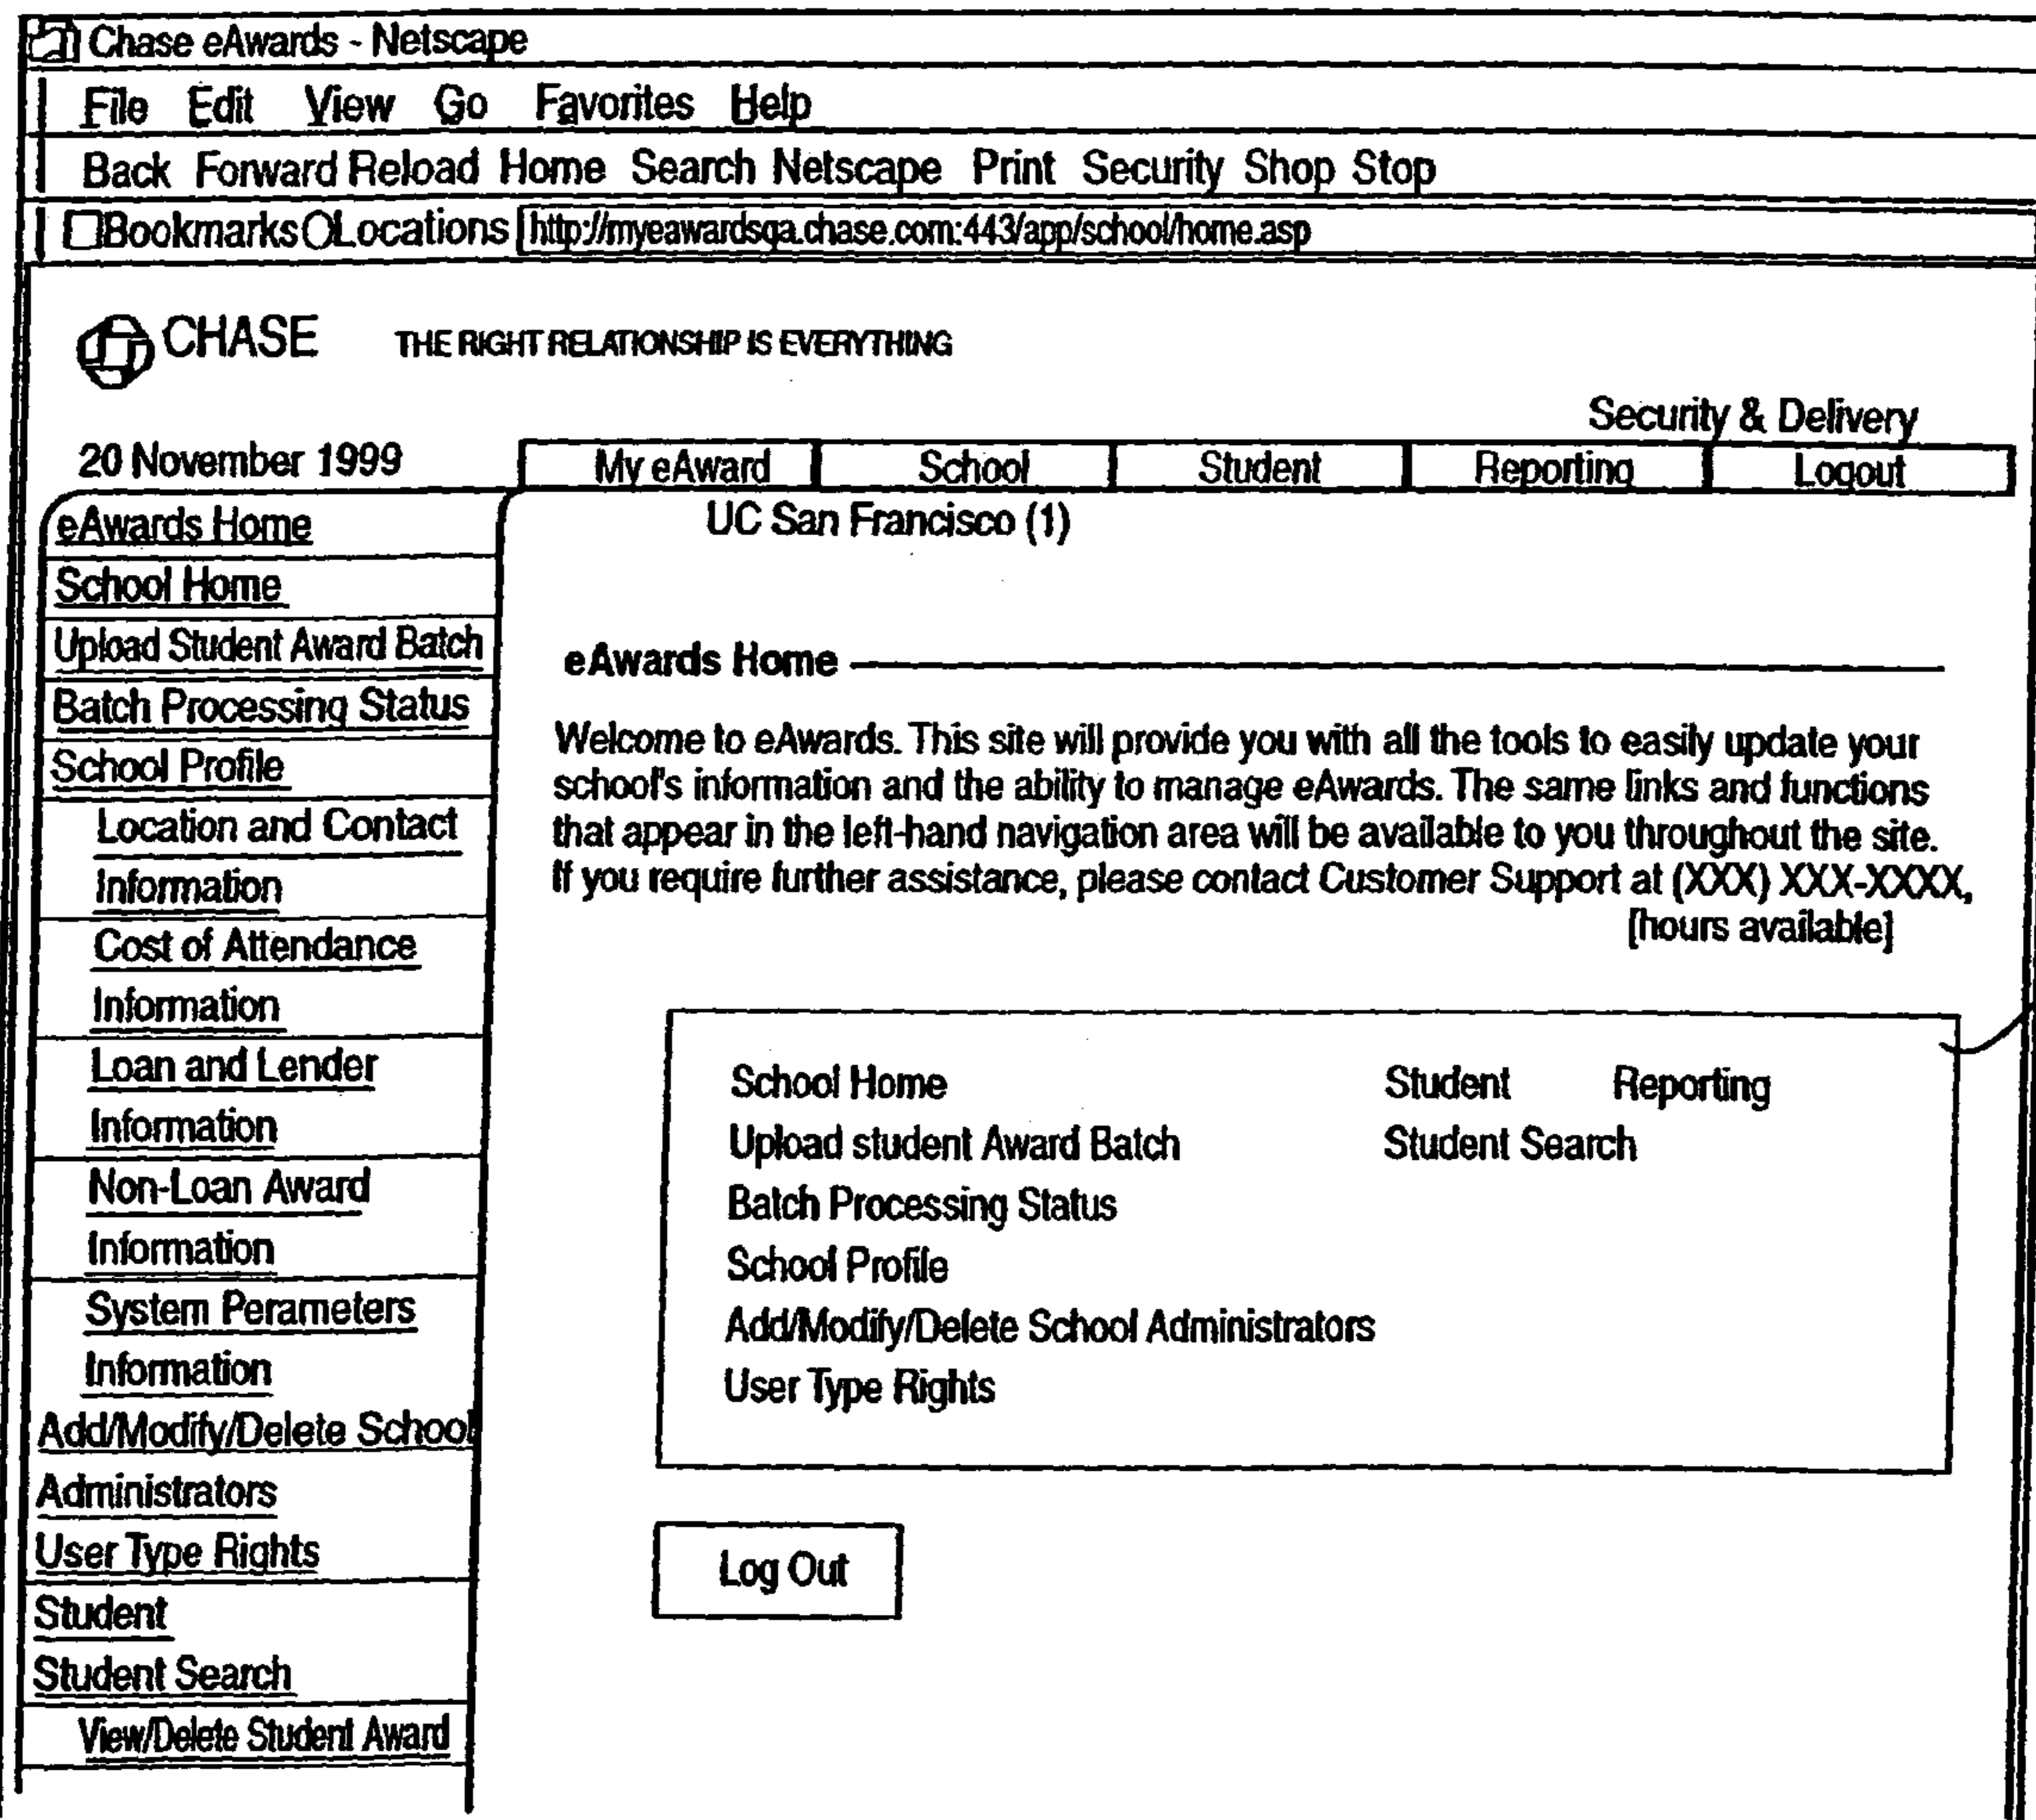 Chase eAwards - Netscape
File Edit View Go Favorites Help
Back Forward Reload Home Search Netscape Print Security Shop Stop
Bookmarks Locations http://myeawardsqa.chase.com:443/app/school/home.asp
CHASE THE RIGHT RELATIONSHIP IS EVERYTHING
Security & Delivery
20 November 1999 My eAward School Student Reporting Logout
UC San Francisco (1)
eAwards Home
School Home
Upload Student Award Batch
Batch Processing Status
School Profile
Location and Contact
Information
Cost of Attendance
Information
Loan and Lender
Information
Non-Loan Award
Information
System Perameters
Information
Add/Modify/Delete School
Administrators
User Type Rights
Student
Student Search
View/Delete Student Award
eAwards Home
Welcome to eAwards. This site will provide you with all the tools to easily update your
school's information and the ability to manage eAwards. The same links and functions
that appear in the left-hand navigation area will be available to you throughout the site.
If you require further assistance, please contact Customer Support at (XXX) XXX-XXXX,
[hours available]
School Home Student Reporting
Upload student Award Batch Student Search
Batch Processing Status
School Profile
Add/Modify/Delete School Administrators
User Type Rights
Log Out